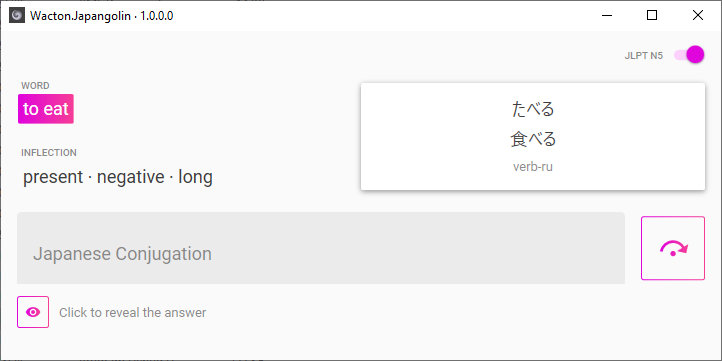 Wacton.Japangolin · 1.0.0.0
JLPT N5
WORD
to eat
たべる
食べる
verb-ru
INFLECTION
present · negative · long
Japanese Conjugation
Click to reveal the answer